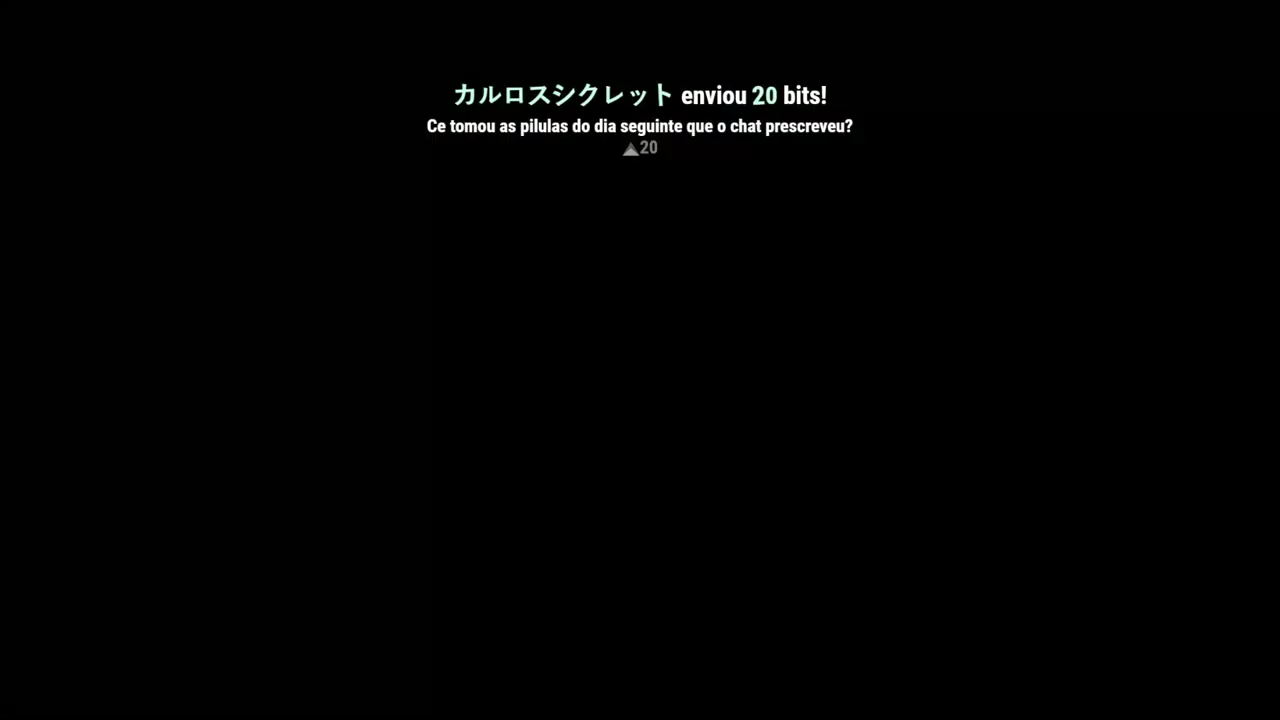 カルロスシクレット enviou 20 bits!
Ce tomou as pilulas do dia seguinte que o chat prescreveu?
20